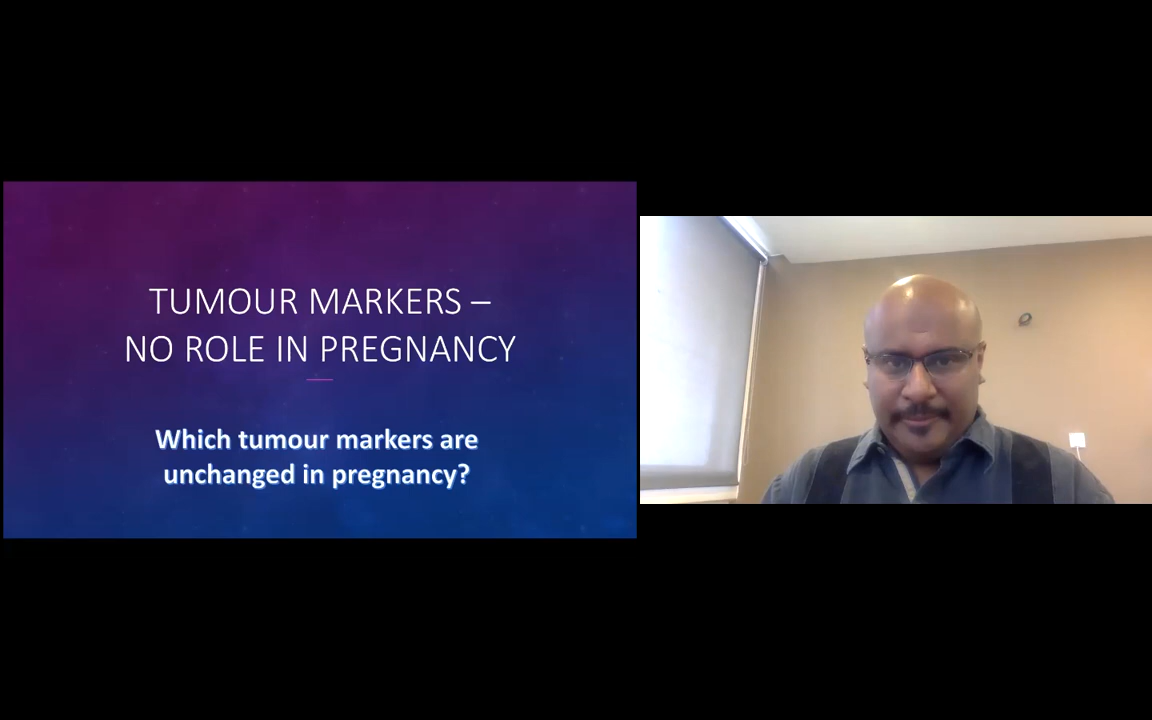 TUMOUR MARKERS –
NO ROLE IN PREGNANCY
Which tumour markers are
unchanged in pregnancy?